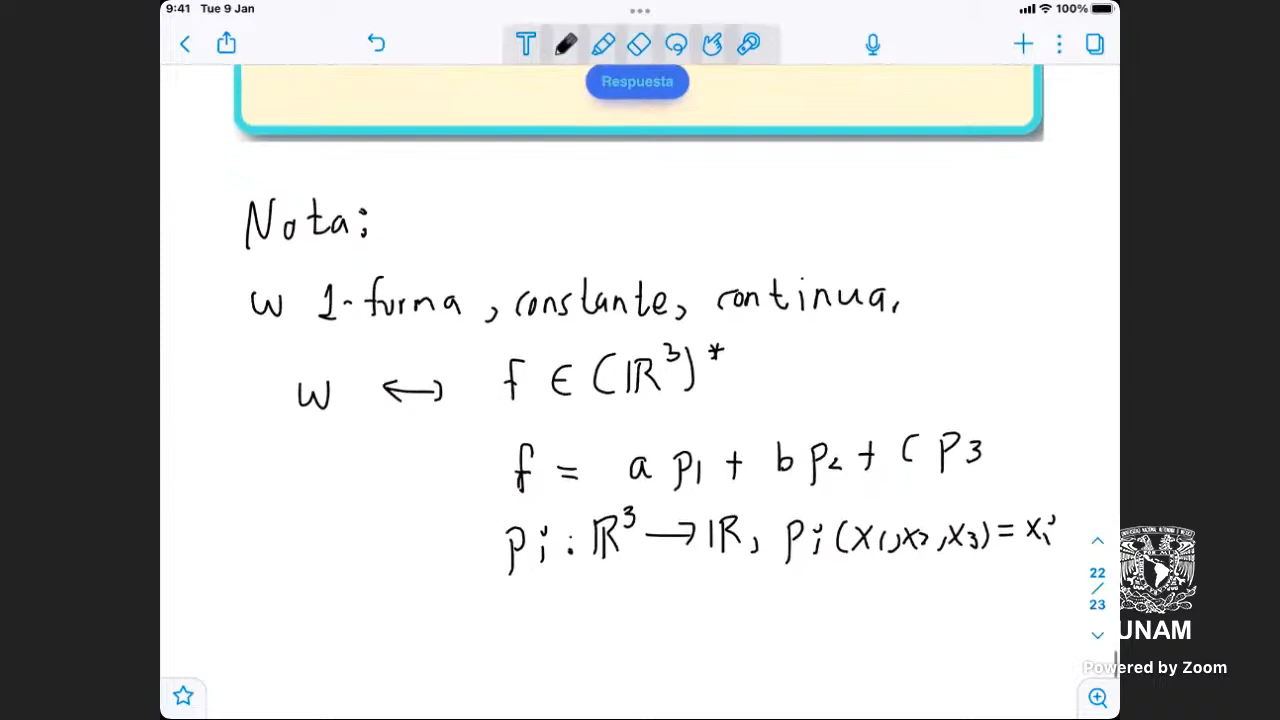 9:41 Tue 9 Jan
100%
Respuesta
Nota:
w 1-forma, constante, continua.
w ↔ f ∈ (ℝ³)*
f = a p₁ + b p₂ + c p₃
pᵢ : ℝ³ → ℝ, pᵢ(x₁,x₂,x₃) = xᵢ
22
/
23
UNAM
Powered by Zoom